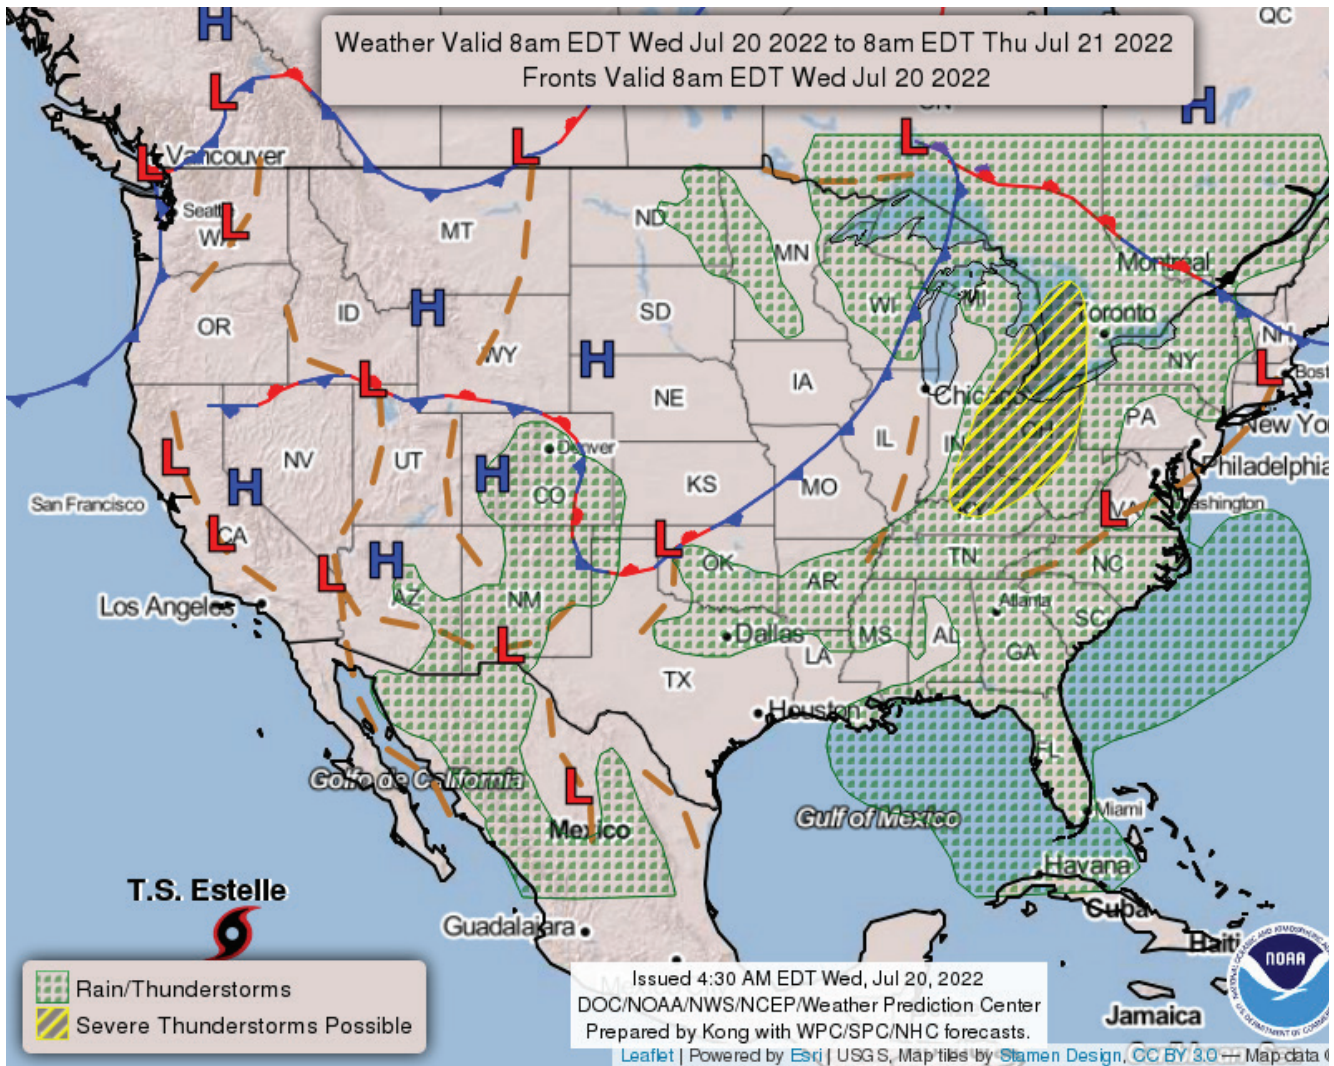 QC
Weather Valid 8am EDT Wed Jul 20 2022 to 8am EDT Thu Jul 21 2022
Fronts Valid 8am EDT Wed Jul 20 2022
H
H
L
L
L
L
Vancouver
Seattle
L
MT
ND
MN
Montréal
OR
ID
H
WY
SD
WI
MI
NH
H
NY
L
L
IA
NE
Chicago
PA
New
L
NV
UT
H
Denver
CO
KS
MO
IL
IN
OH
Philadelphia
San Francisco
H
L
VA
L
CA
H
L
OK
TN
NC
L
AZ
NM
AR
Atlanta
SC
Los Angeles
Dallas
MS
AL
GA
L
LA
TX
Houston
FL
Golfo de California
L
Mexico
Gulf of Mexico
Miami
Havana
T.S. Estelle
Cuba
Guadalajara
Haiti
NOAA
Rain/Thunderstorms
Severe Thunderstorms Possible
Issued 4:30 AM EDT Wed, Jul 20, 2022
DOC/NOAA/NWS/NCEP/Weather Prediction Center
Prepared by Kong with WPC/SPC/NHC forecasts.
Jamaica
Leaflet | Powered by Esri | USGS, Map tiles by Stamen Design, CC BY 3.0 — Map data ©